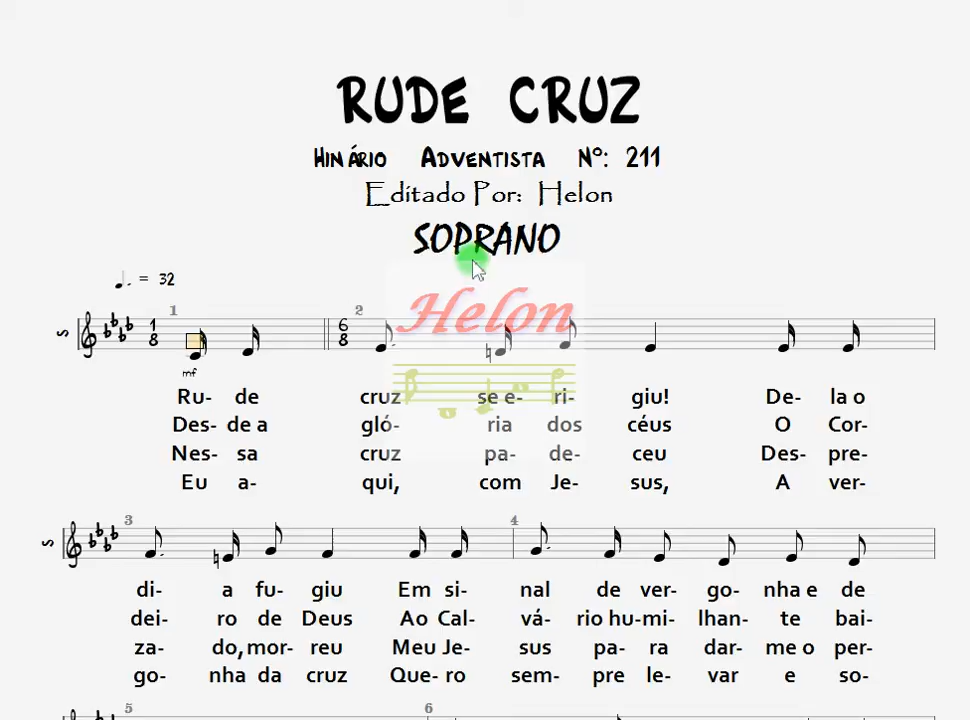 RUDE CRUZ
HINÁRIO ADVENTISTA Nº: 211
Editado Por: Helon
SOPRANO
= 32
1 2
Helon
S 1 8 6 8
mf
Ru- de cruz se e- ri- giu! De- la o
Des- de a gló- ria dos céus O Cor-
Nes- sa cruz pa- de- ceu Des- pre-
Eu a- qui, com Je- sus, A ver-
3 4
S
di- a fu- giu Em si- nal de ver- go- nha e de
dei- ro de Deus Ao Cal- vá- rio hu-mi- lhan- te bai-
za- do, mor- reu Meu Je- sus pa- ra dar- me o per-
go- nha da cruz Que- ro sem- pre le- var e so-
5 6